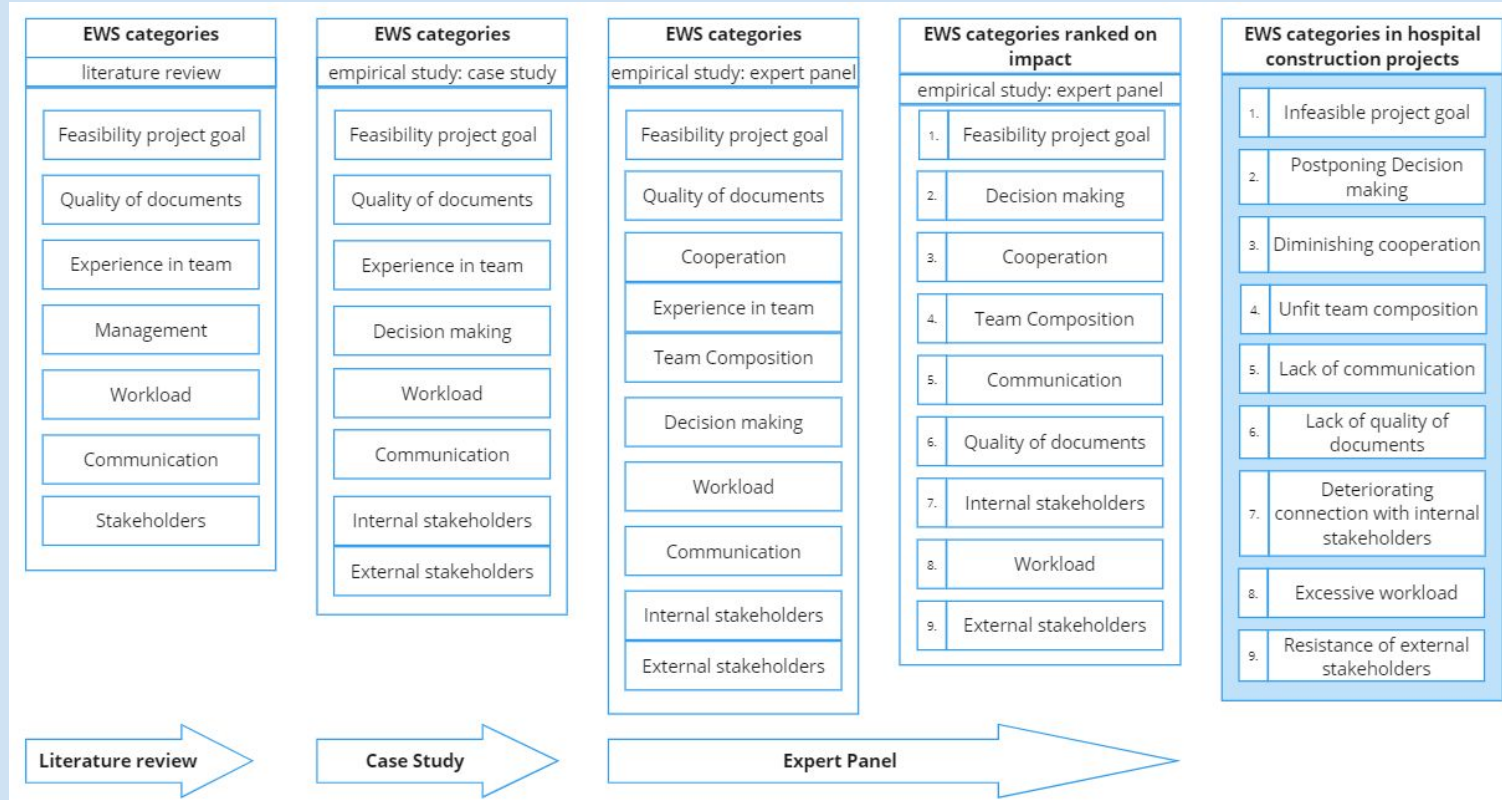 EWS categories
literature review
Feasibility project goal
Quality of documents
Experience in team
Management
Workload
Communication
Stakeholders
EWS categories
empirical study: case study
Feasibility project goal
Quality of documents
Experience in team
Decision making
Workload
Communication
Internal stakeholders
External stakeholders
EWS categories
empirical study: expert panel
Feasibility project goal
Quality of documents
Cooperation
Experience in team
Team Composition
Decision making
Workload
Communication
Internal stakeholders
External stakeholders
EWS categories ranked on
impact
empirical study: expert panel
1. Feasibility project goal
2. Decision making
3. Cooperation
4. Team Composition
5. Communication
6. Quality of documents
7. Internal stakeholders
8. Workload
9. External stakeholders
EWS categories in hospital
construction projects
1. Infeasible project goal
2. Postponing Decision
making
3. Diminishing cooperation
4. Unfit team composition
5. Lack of communication
6. Lack of quality of
documents
Deteriorating
7. connection with internal
stakeholders
8. Excessive workload
9. Resistance of external
stakeholders
Literature review
Case Study
Expert Panel